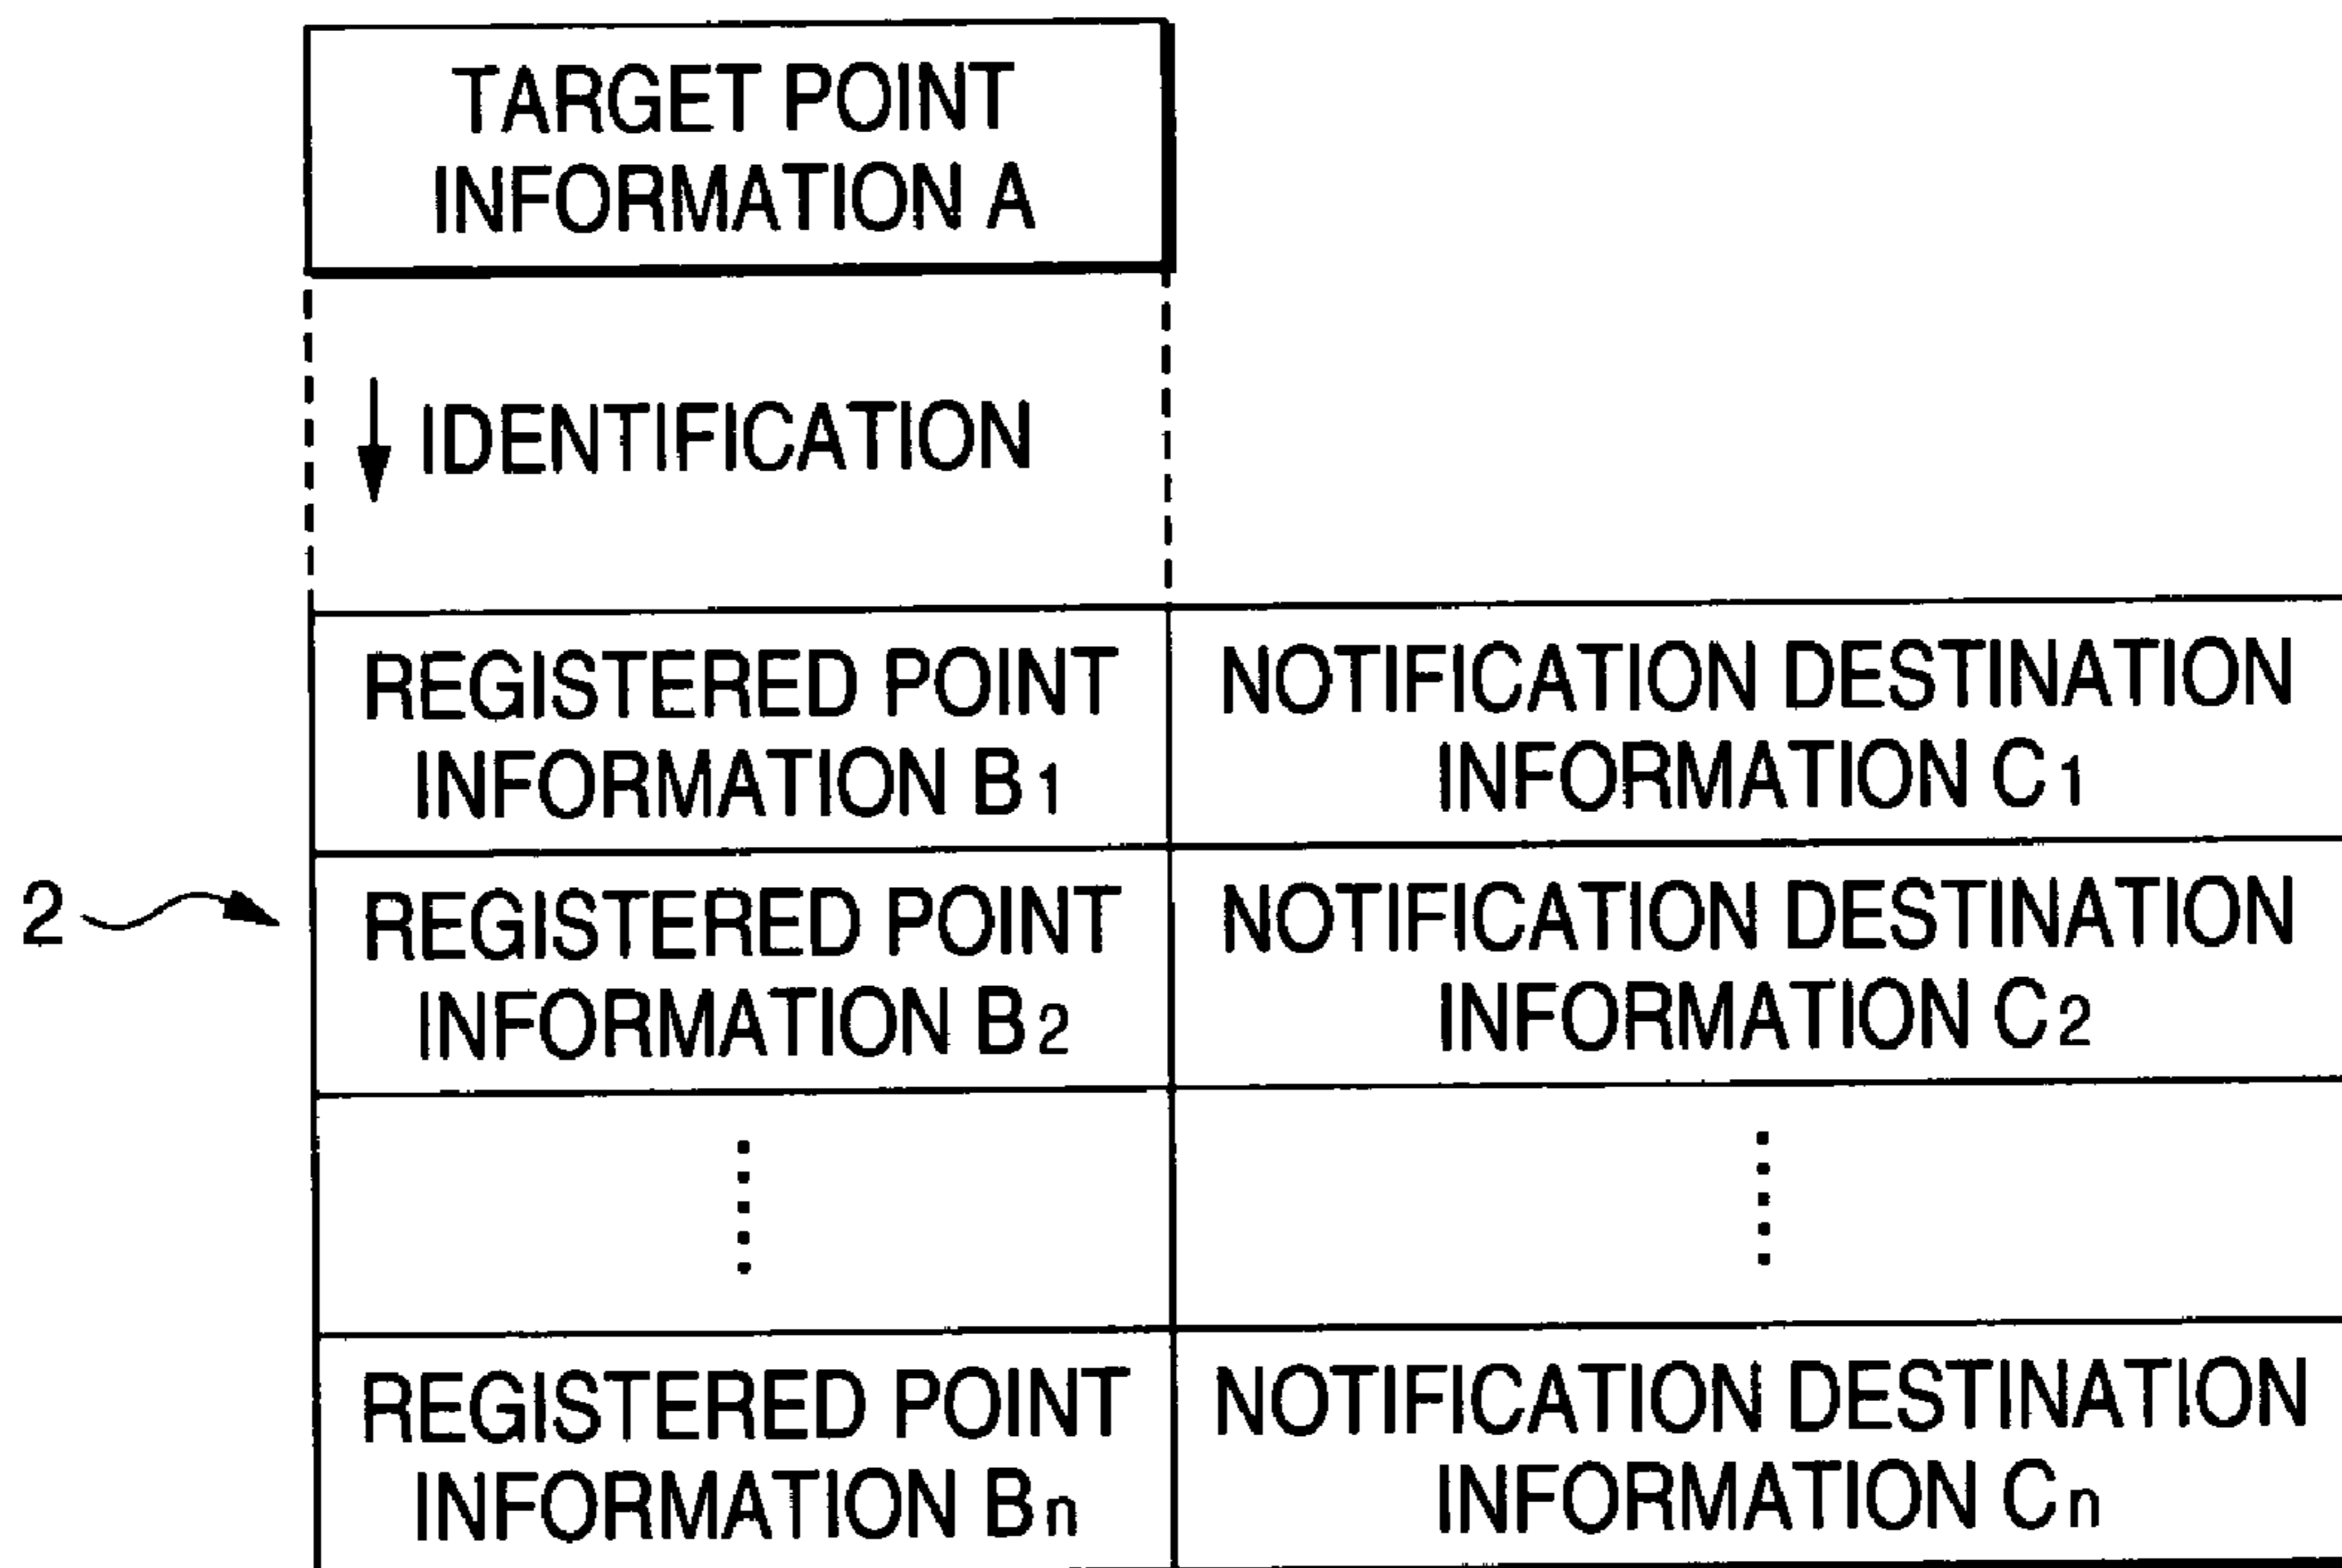 TARGET POINT
INFORMATION A
IDENTIFICATION
REGISTERED POINT
INFORMATION B1
NOTIFICATION DESTINATION
INFORMATION C1
2
REGISTERED POINT
INFORMATION B2
NOTIFICATION DESTINATION
INFORMATION C2
REGISTERED POINT
INFORMATION Bn
NOTIFICATION DESTINATION
INFORMATION Cn